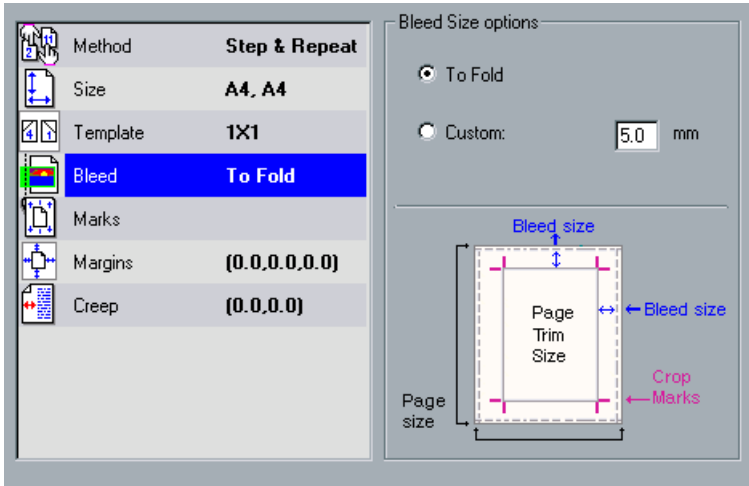 Method Step & Repeat
Size A4, A4
Template 1X1
Bleed To Fold
Marks
Margins (0.0,0.0,0.0)
Creep (0.0,0.0)
Bleed Size options
To Fold
Custom: 5.0 mm
Bleed size
Page
Trim
Size
Bleed size
Crop
Marks
Page
size